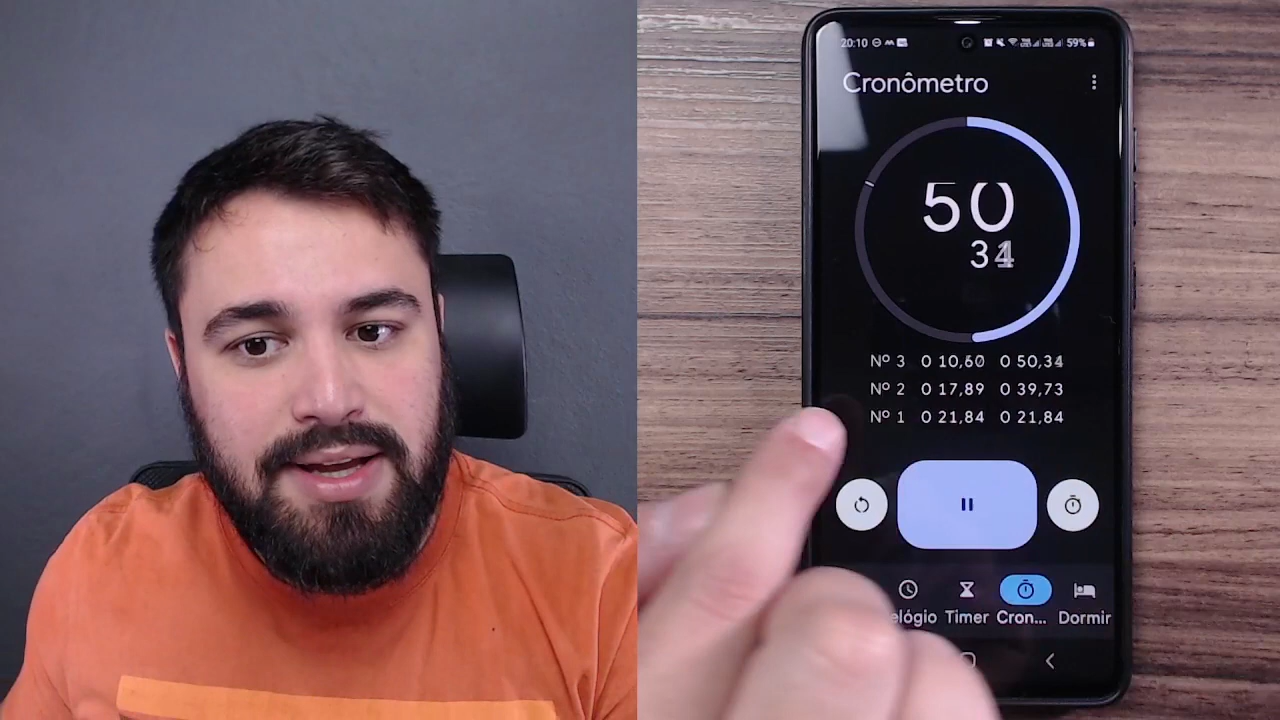 20:10
59%
Cronômetro
50
34
Nº 3 0 10,60 0 50,34
Nº 2 0 17,89 0 39,73
Nº 1 0 21,84 0 21,84
elógio Timer Cron... Dormir